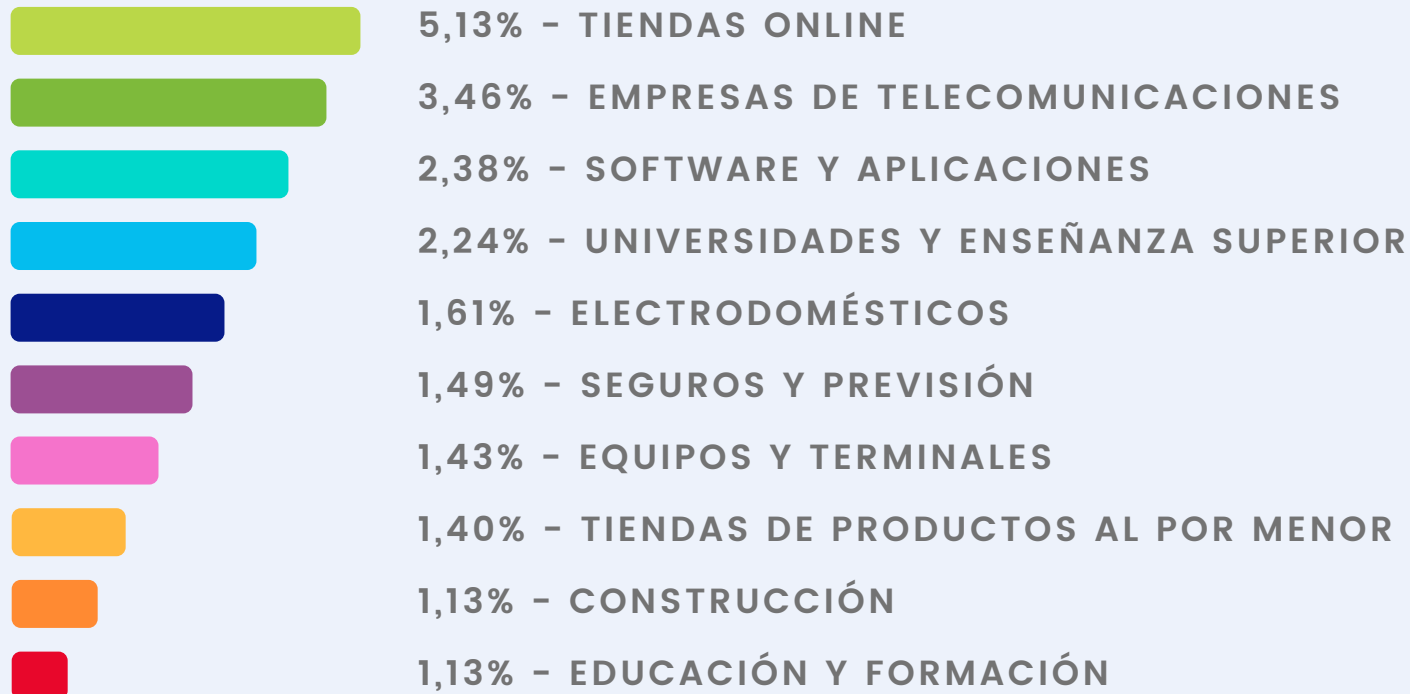 5,13% - TIENDAS ONLINE
3,46% - EMPRESAS DE TELECOMUNICACIONES
2,38% - SOFTWARE Y APLICACIONES
2,24% - UNIVERSIDADES Y ENSEÑANZA SUPERIOR
1,61% - ELECTRODOMÉSTICOS
1,49% - SEGUROS Y PREVISIÓN
1,43% - EQUIPOS Y TERMINALES
1,40% - TIENDAS DE PRODUCTOS AL POR MENOR
1,13% - CONSTRUCCIÓN
1,13% - EDUCACIÓN Y FORMACIÓN